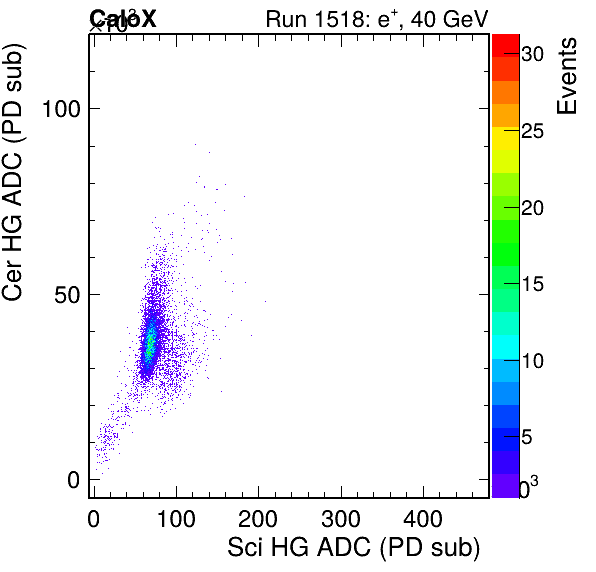 CaloX
×10³
Run 1518: e⁺, 40 GeV
Cer HG ADC (PD sub)
100
50
0
0 100 200 300 400
Sci HG ADC (PD sub)
Events
30
25
20
15
10
5
0